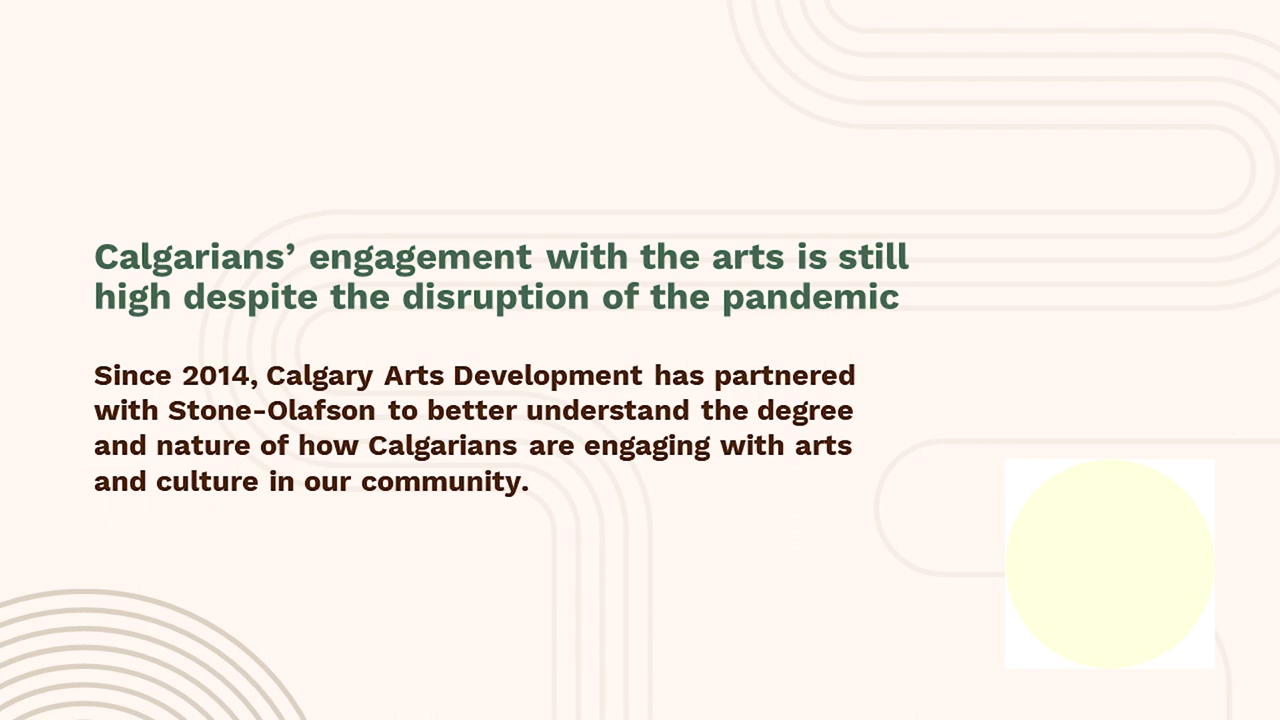 Calgarians’ engagement with the arts is still
high despite the disruption of the pandemic
Since 2014, Calgary Arts Development has partnered
with Stone-Olafson to better understand the degree
and nature of how Calgarians are engaging with arts
and culture in our community.